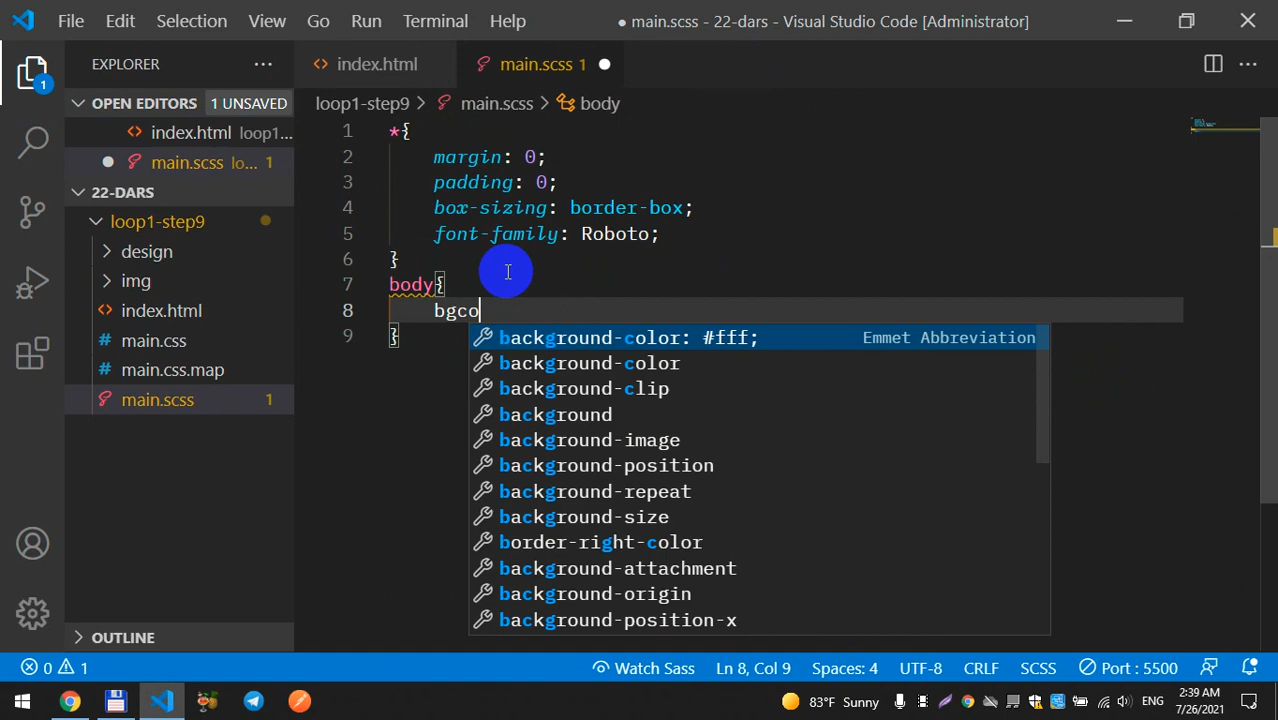 File Edit Selection View Go Run Terminal Help ● main.scss - 22-dars - Visual Studio Code [Administrator]
EXPLORER ...
index.html
main.scss 1
OPEN EDITORS 1 UNSAVED
index.html loop1...
main.scss lo... 1
22-DARS
loop1-step9
design
img
index.html
main.css
main.css.map
main.scss 1
OUTLINE
1
loop1-step9 > main.scss > body
1 *{
2 margin: 0;
3 padding: 0;
4 box-sizing: border-box;
5 font-family: Roboto;
6 }
7 body{
8 bgco
9 }
background-color: #fff; Emmet Abbreviation
background-color
background-clip
background
background-image
background-position
background-repeat
background-size
border-right-color
background-attachment
background-origin
background-position-x
0 1 Watch Sass Ln 8, Col 9 Spaces: 4 UTF-8 CRLF SCSS Port : 5500
83°F Sunny ENG 2:39 AM
7/26/2021